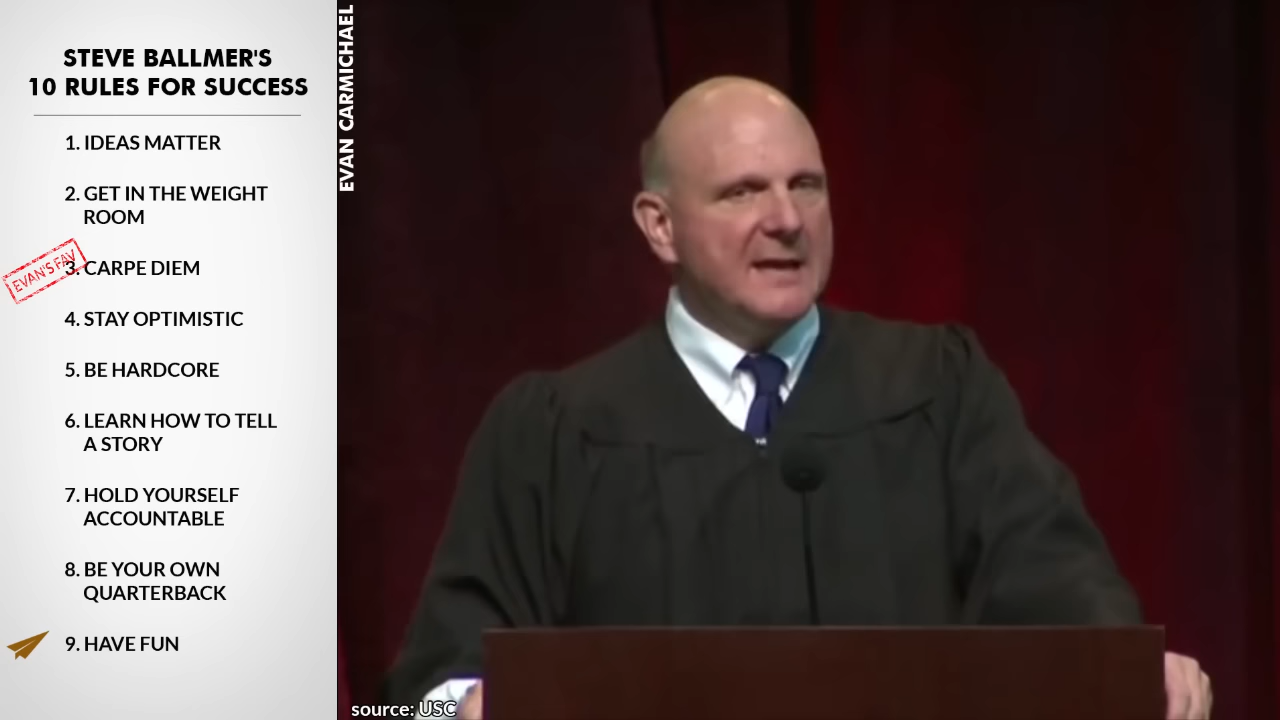 STEVE BALLMER'S
10 RULES FOR SUCCESS
1. IDEAS MATTER
2. GET IN THE WEIGHT
ROOM
EVAN'S FAV
3. CARPE DIEM
4. STAY OPTIMISTIC
5. BE HARDCORE
6. LEARN HOW TO TELL
A STORY
7. HOLD YOURSELF
ACCOUNTABLE
8. BE YOUR OWN
QUARTERBACK
9. HAVE FUN
EVAN CARMICHAEL
source: USC